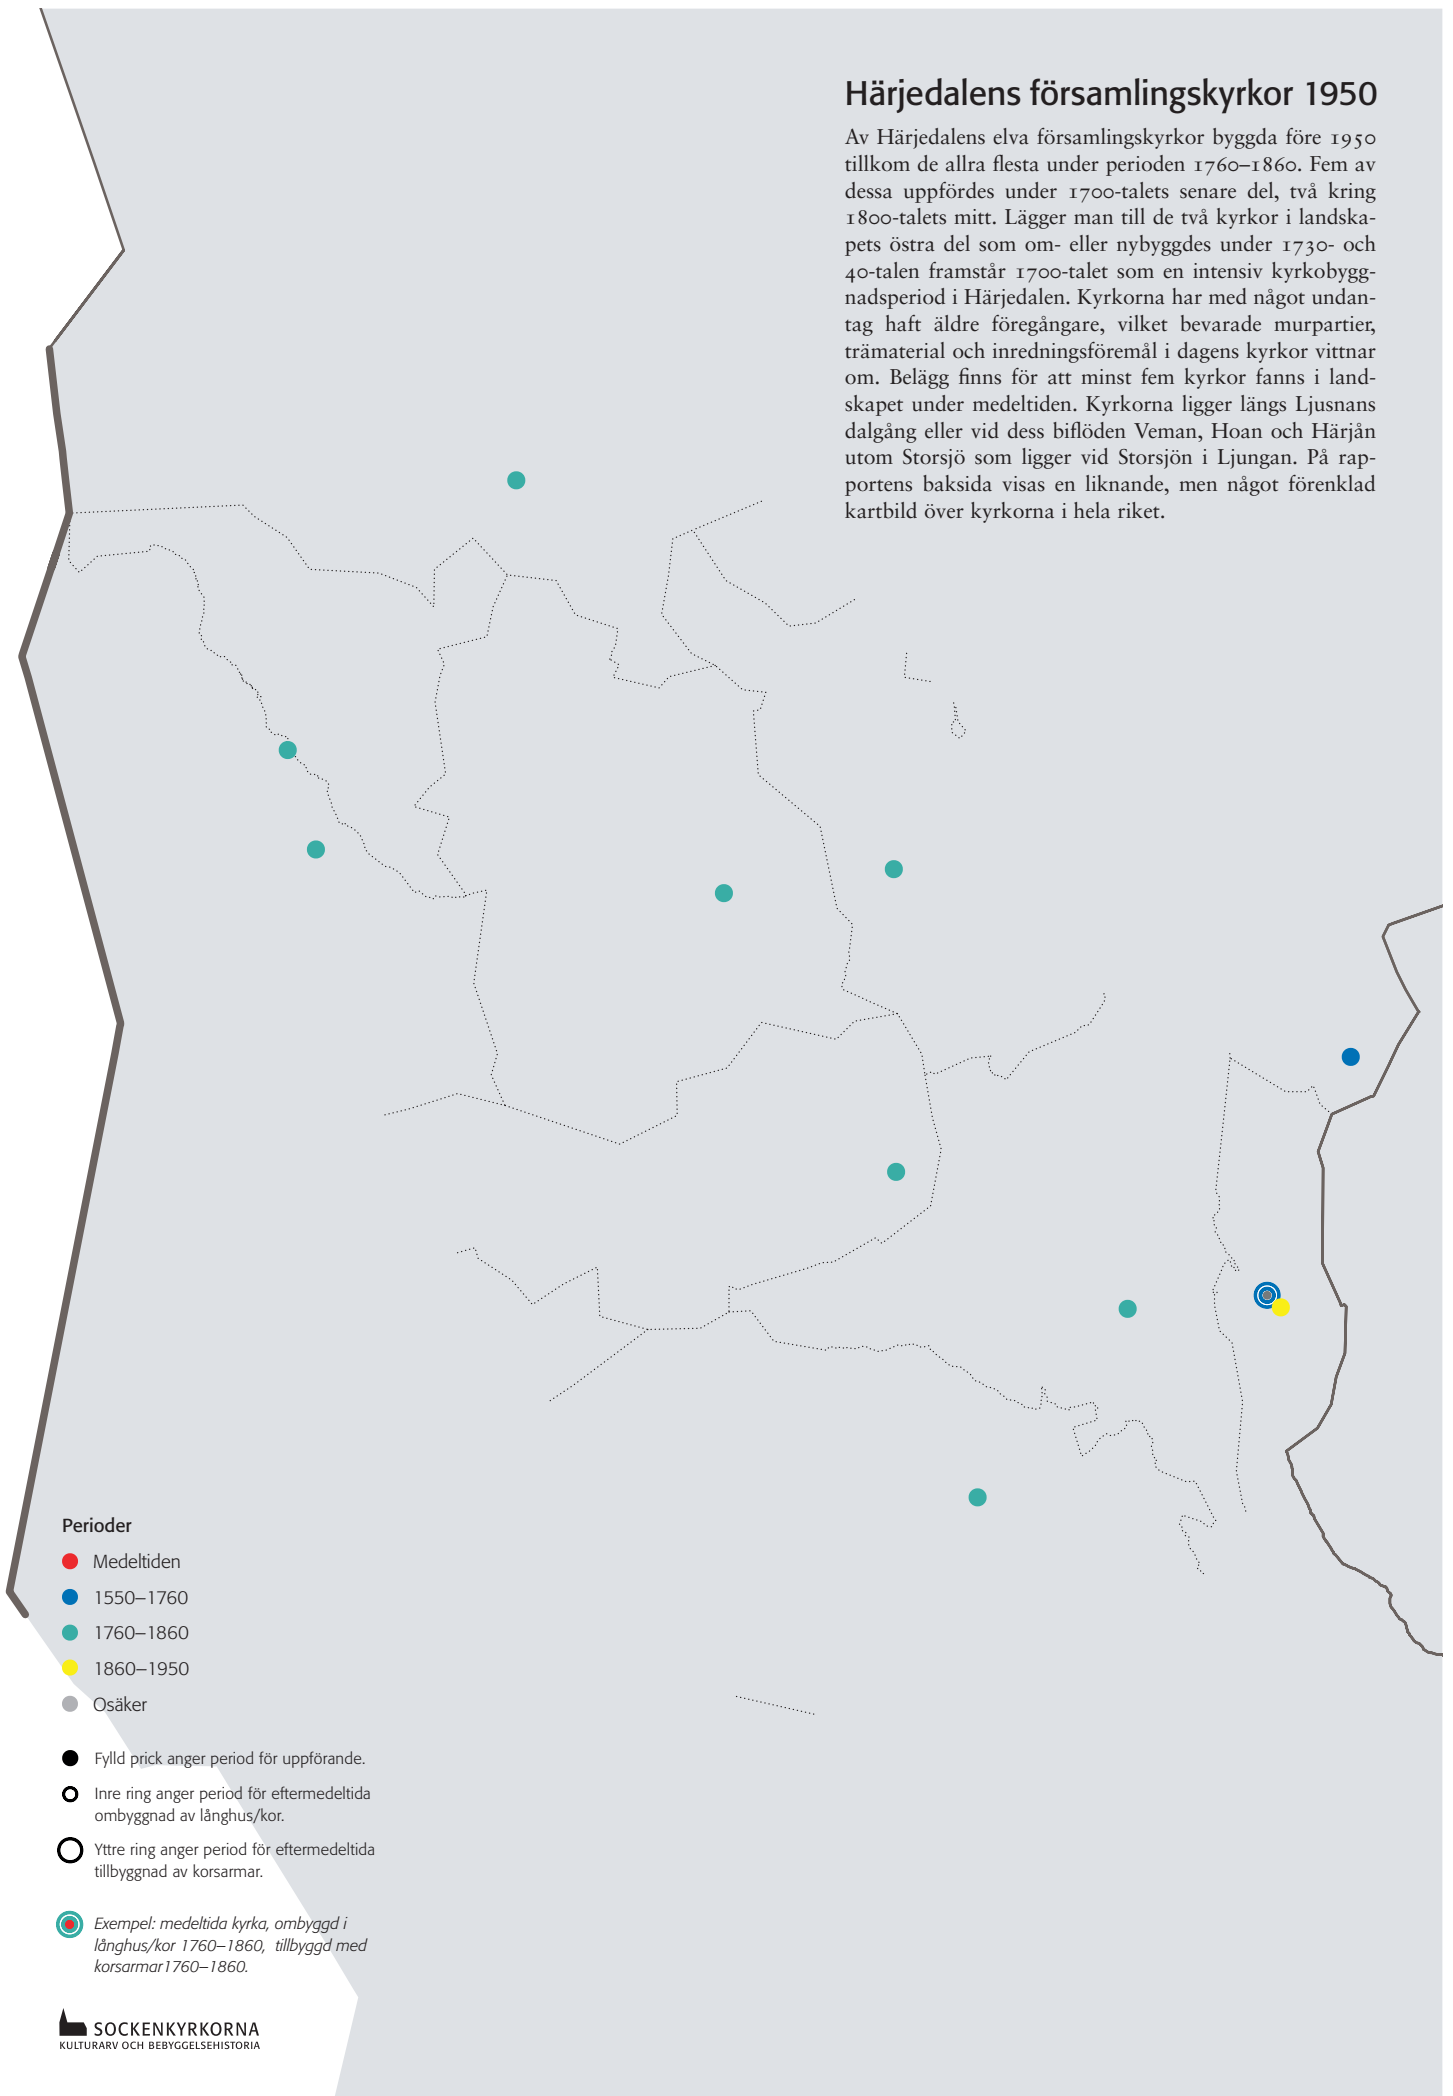 Härjedalens församlingskyrkor 1950
Av Härjedalens elva församlingskyrkor byggda före 1950
tillkom de allra flesta under perioden 1760–1860. Fem av
dessa uppfördes under 1700-talets senare del, två kring
1800-talets mitt. Lägger man till de två kyrkor i landska-
pets östra del som om- eller nybyggdes under 1730- och
40-talen framstår 1700-talet som en intensiv kyrkobygg-
nadsperiod i Härjedalen. Kyrkorna har med något undan-
tag haft äldre föregångare, vilket bevarade murpartier,
trämaterial och inredningsföremål i dagens kyrkor vittnar
om. Belägg finns för att minst fem kyrkor fanns i land-
skapet under medeltiden. Kyrkorna ligger längs Ljusnans
dalgång eller vid dess biflöden Veman, Hoan och Härjån
utom Storsjö som ligger vid Storsjön i Ljungan. På rap-
portens baksida visas en liknande, men något förenklad
kartbild över kyrkorna i hela riket.
Perioder
Medeltiden
1550–1760
1760–1860
1860–1950
Osäker
Fylld prick anger period för uppförande.
Inre ring anger period för eftermedeltida
ombyggnad av långhus/kor.
Yttre ring anger period för eftermedeltida
tillbyggnad av korsarmar.
Exempel: medeltida kyrka, ombyggd i
långhus/kor 1760–1860, tillbyggd med
korsarmar1760–1860.
SOCKENKYRKORNA
KULTURARV OCH BEBYGGELSEHISTORIA